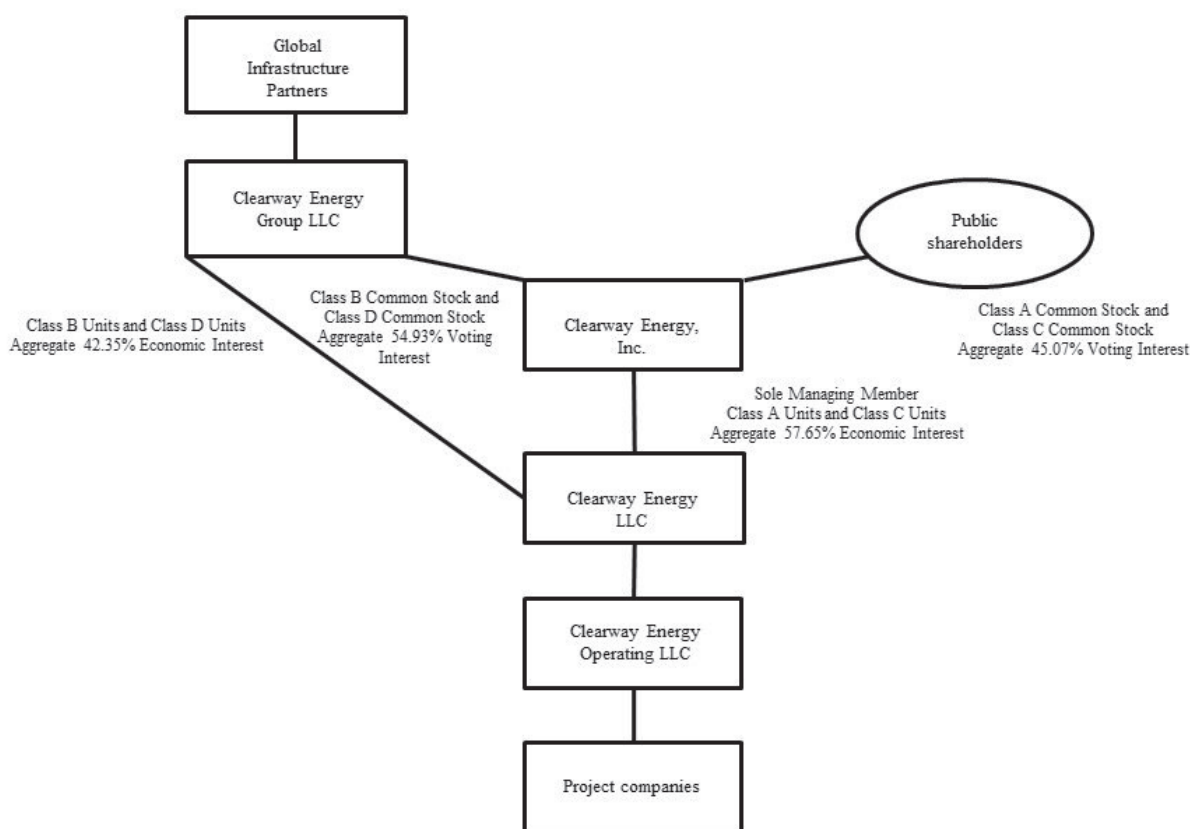 Global
Infrastructure
Partners
Clearway Energy
Group LLC
Public
shareholders
Class B Units and Class D Units
Aggregate 42.35% Economic Interest
Class B Common Stock and
Class D Common Stock
Aggregate 54.93% Voting
Interest
Clearway Energy,
Inc.
Class A Common Stock and
Class C Common Stock
Aggregate 45.07% Voting Interest
Sole Managing Member
Class A Units and Class C Units
Aggregate 57.65% Economic Interest
Clearway Energy
LLC
Clearway Energy
Operating LLC
Project companies